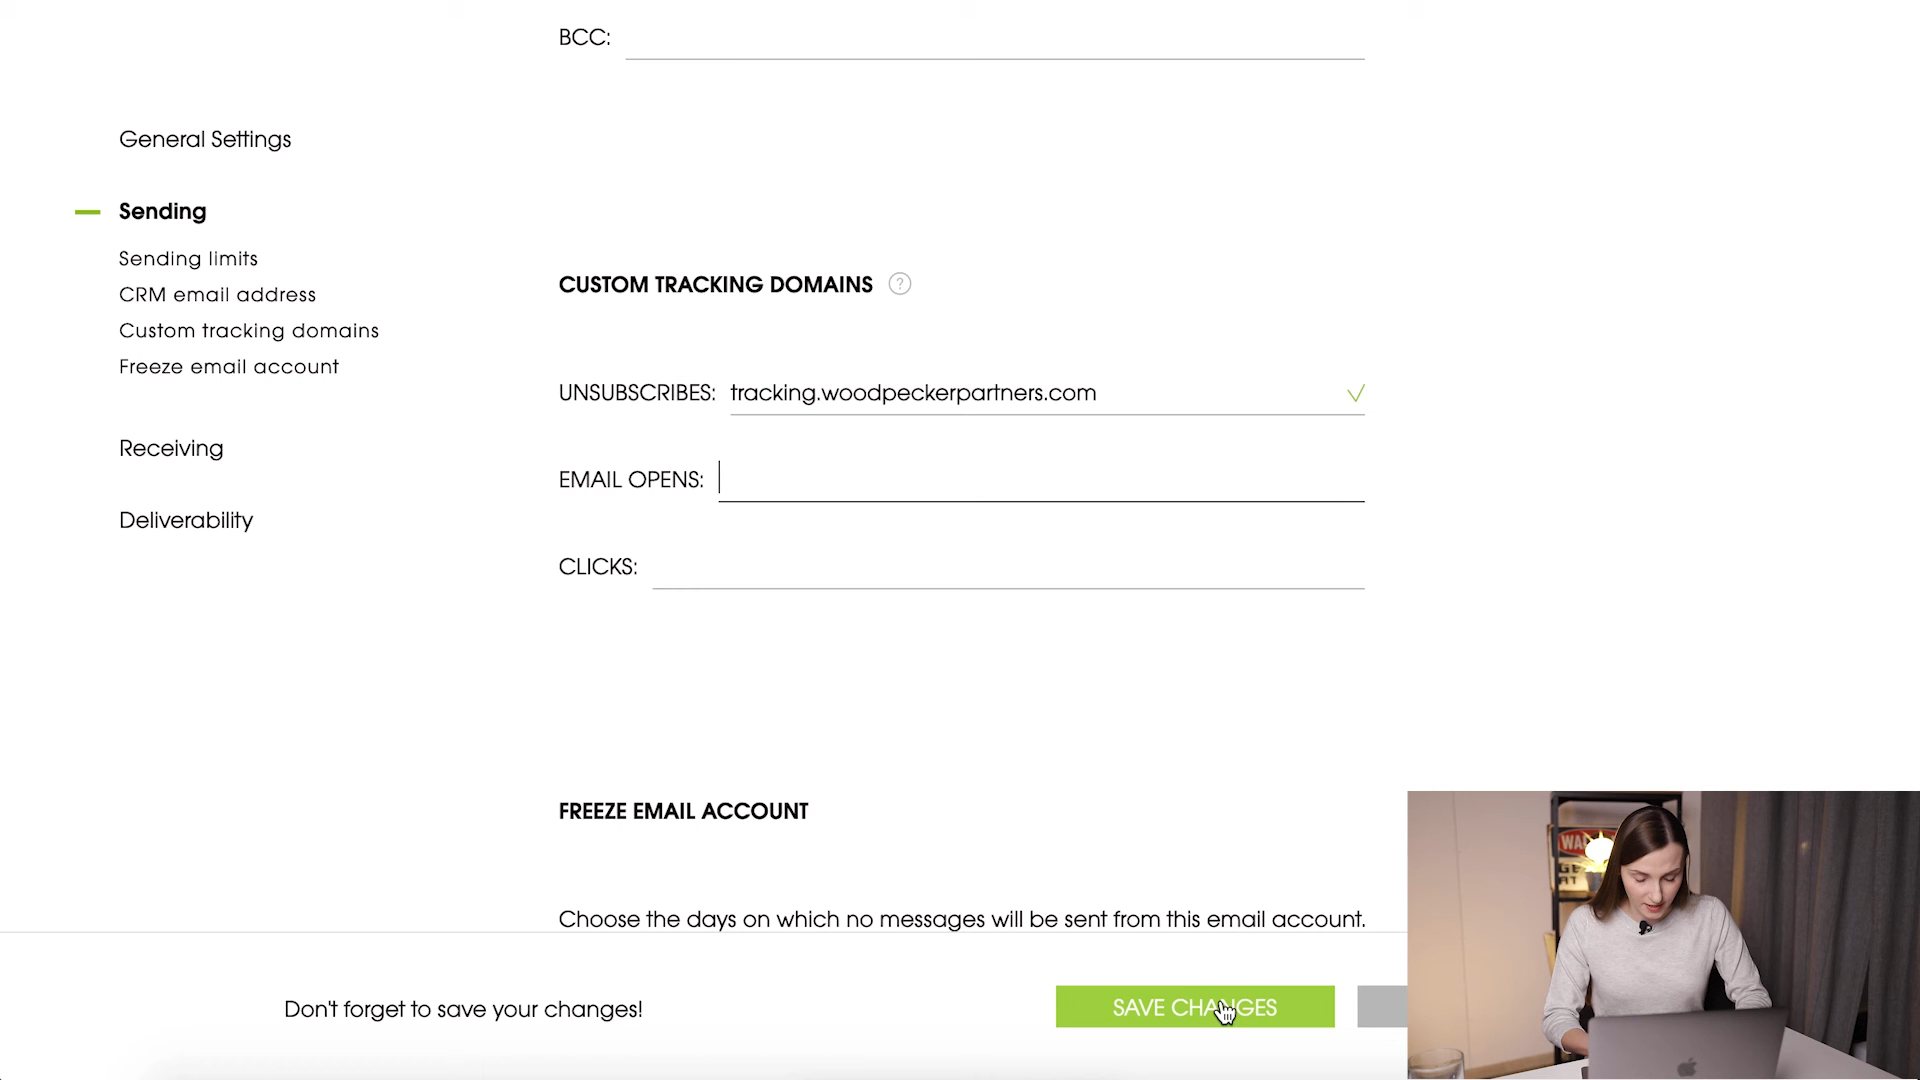 BCC:
General Settings
Sending
Sending limits
CRM email address
Custom tracking domains
Freeze email account
Receiving
Deliverability
CUSTOM TRACKING DOMAINS ?
UNSUBSCRIBES: tracking.woodpeckerpartners.com
EMAIL OPENS:
CLICKS:
FREEZE EMAIL ACCOUNT
Choose the days on which no messages will be sent from this email account.
Don't forget to save your changes!
SAVE CHANGES